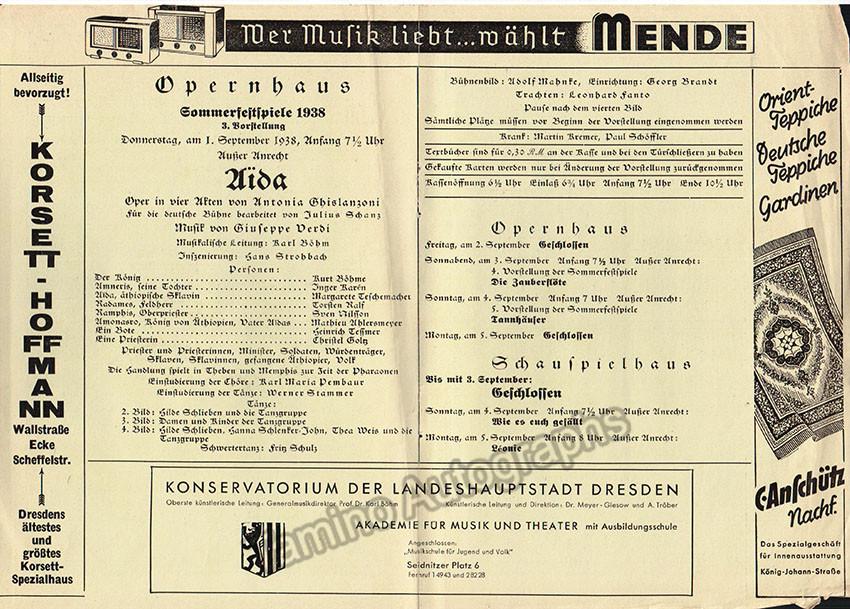 Wer Musik liebt...wählt MENDE
Allseitig
bevorzugt!
KORSETT-HOFFMANN
Wallstraße
Ecke
Scheffelstr.
Dresdens
ältestes
und
größtes
Korsett-
Spezialhaus
Opernhaus
Sommerfestspiele 1938
3. Vorstellung
Donnerstag, am 1. September 1938, Anfang 7½ Uhr
Außer Anrecht
Aïda
Oper in vier Akten von Antonia Ghislanzoni
Für die deutsche Bühne bearbeitet von Julius Schanz
Musik von Giuseppe Verdi
Musikalische Leitung: Karl Böhm
Inszenierung: Hans Strohbach
Personen:
Der König Kurt Böhme
Amneris, seine Tochter Inger Karén
Aïda, äthiopische Sklavin Margarete Teschemacher
Radames, Feldherr Torsten Ralf
Ramphis, Oberpriester Sven Nilsson
Amonasro, König von Äthiopien, Vater Aïdas Mathieu Ahlersmeyer
Ein Bote Heinrich Teßmer
Eine Priesterin Christel Goltz
Priester und Priesterinnen, Minister, Soldaten, Würdenträger,
Sklaven, Sklavinnen, gefangene Äthiopier, Volk
Die Handlung spielt in Theben und Memphis zur Zeit der Pharaonen
Einstudierung der Chöre: Karl Maria Pembaur
Einstudierung der Tänze: Werner Stammer
Tänze:
2. Bild: Hilde Schlieben und die Tanzgruppe
3. Bild: Damen und Kinder der Tanzgruppe
4. Bild: Hilde Schlieben, Hanna Schlenker-John, Thea Weis und die
Tanzgruppe
Schwertertanz: Fritz Schulz
Bühnenbild: Adolf Mahnke, Einrichtung: Georg Brandt
Trachten: Leonhard Fanto
Pause nach dem vierten Bild
Sämtliche Plätze müssen vor Beginn der Vorstellung eingenommen werden
Krank: Martin Kremer, Paul Schöffler
Textbücher sind für 0,30 RM an der Kasse und bei den Türschließern zu haben
Gekaufte Karten werden nur bei Änderung der Vorstellung zurückgenommen
Kassenöffnung 6½ Uhr Einlaß 6¾ Uhr Anfang 7½ Uhr Ende 10½ Uhr
Opernhaus
Freitag, am 2. September Geschlossen
Sonnabend, am 3. September Anfang 7½ Uhr Außer Anrecht:
4. Vorstellung der Sommerfestspiele
Die Zauberflöte
Sonntag, am 4. September Anfang 7 Uhr Außer Anrecht:
5. Vorstellung der Sommerfestspiele
Tannhäuser
Montag, am 5. September Geschlossen
Schauspielhaus
Bis mit 3. September:
Geschlossen
Sonntag, am 4. September Anfang 7½ Uhr Außer Anrecht:
Wie es euch gefällt
Montag, am 5. September Anfang 8 Uhr Außer Anrecht:
Leonie
Orient-
Teppiche
Deutsche
Teppiche
Gardinen
C. Anschütz
Nachf.
Das Spezialgeschäft
für Innenausstattung
König-Johann-Straße
KONSERVATORIUM DER LANDESHAUPTSTADT DRESDEN
Oberste künstlerische Leitung: Generalmusikdirektor Prof. Dr. Karl Böhm Künstlerische Leitung und Direktion: Dr. Meyer-Giesow und A. Tröber
AKADEMIE FÜR MUSIK UND THEATER mit Ausbildungsschule
Angeschlossen:
„Musikschule für Jugend und Volk"
Seidnitzer Platz 6
Fernruf 14943 und 28228
Tamino Autographs